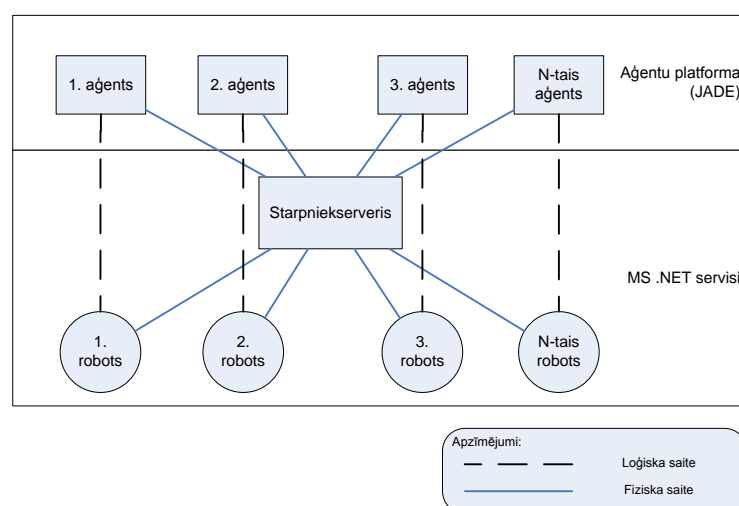 1. aģents
2. aģents
3. aģents
N-tais
aģents
Aģentu platforma
(JADE)
Starpniekserveris
MS .NET servisi
1.
robots
2.
robots
3.
robots
N-tais
robots
Apzīmējumi:
Loģiska saite
Fiziska saite